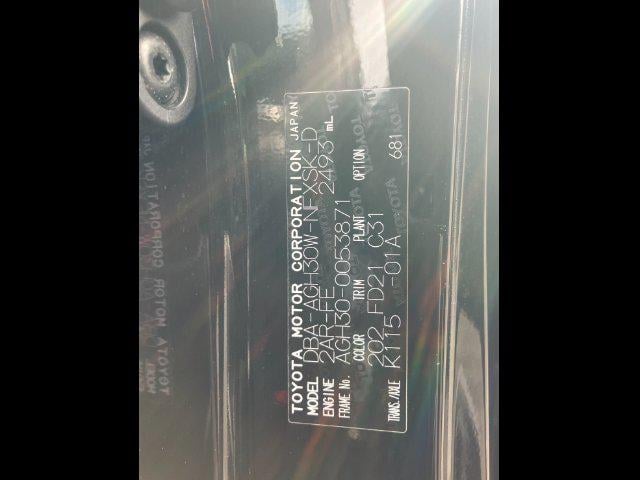 TOYOTA MOTOR CORPORATION JAPAN
MODEL DBA-AGH30W-NFXSK-D
ENGINE 2AR-FE 2493 mL
FRAME No. AGH30-0053871
COLOR TRIM PLANT OPTION
202 FD21 C31
TRANS./AXLE K115 -01A 681